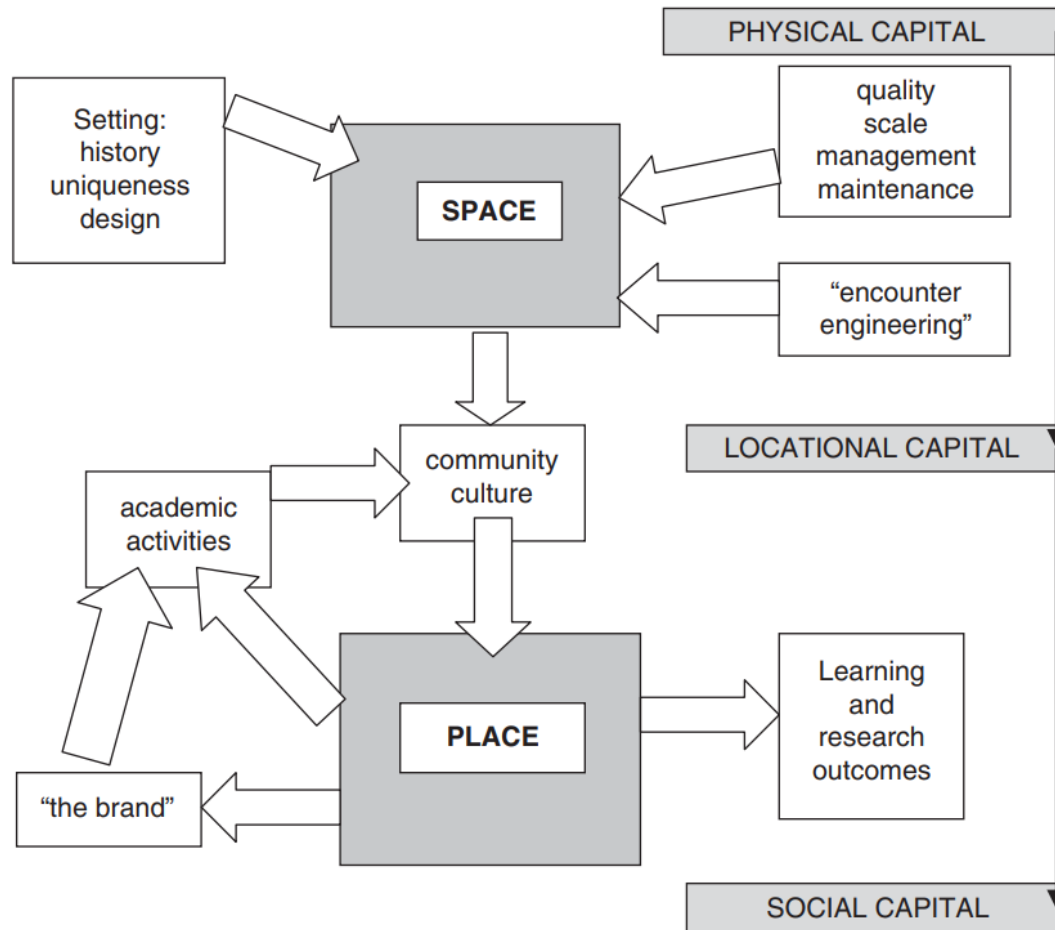 PHYSICAL CAPITAL
Setting:
history
uniqueness
design
quality
scale
management
maintenance
SPACE
“encounter
engineering”
community
culture
LOCATIONAL CAPITAL
academic
activities
PLACE
Learning
and
research
outcomes
“the brand”
SOCIAL CAPITAL